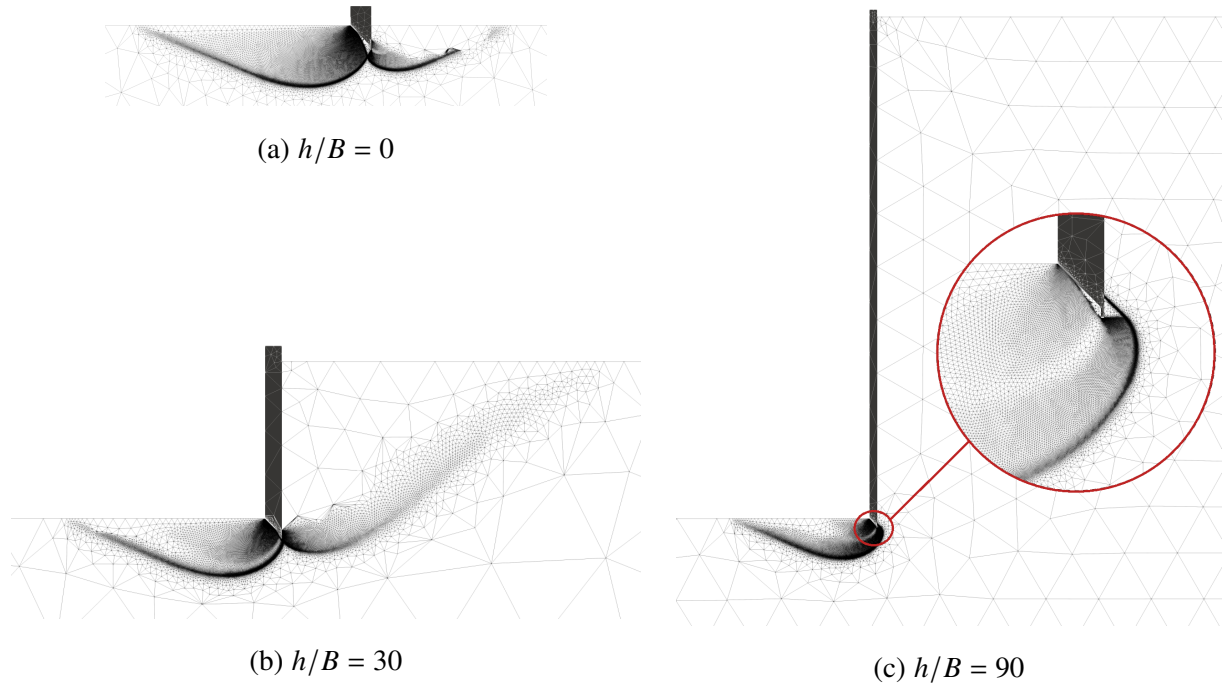 (a) h/B = 0
(b) h/B = 30
(c) h/B = 90